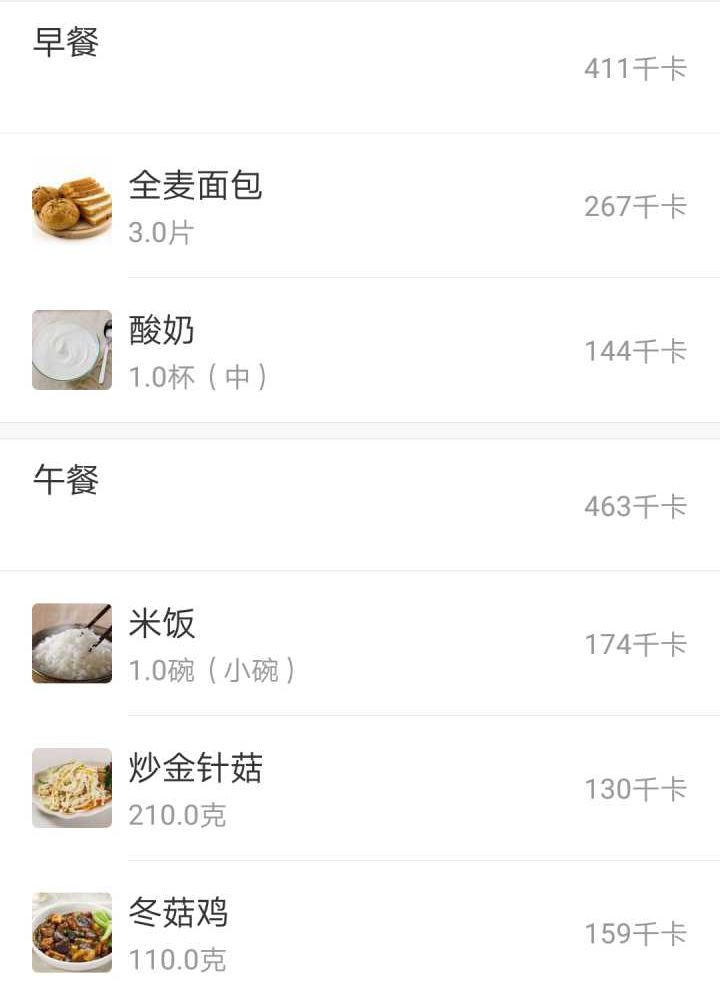 早餐
411千卡
全麦面包
267千卡
3.0片
酸奶
144千卡
1.0杯（中）
午餐
463千卡
米饭
174千卡
1.0碗（小碗）
炒金针菇
130千卡
210.0克
冬菇鸡
159千卡
110.0克